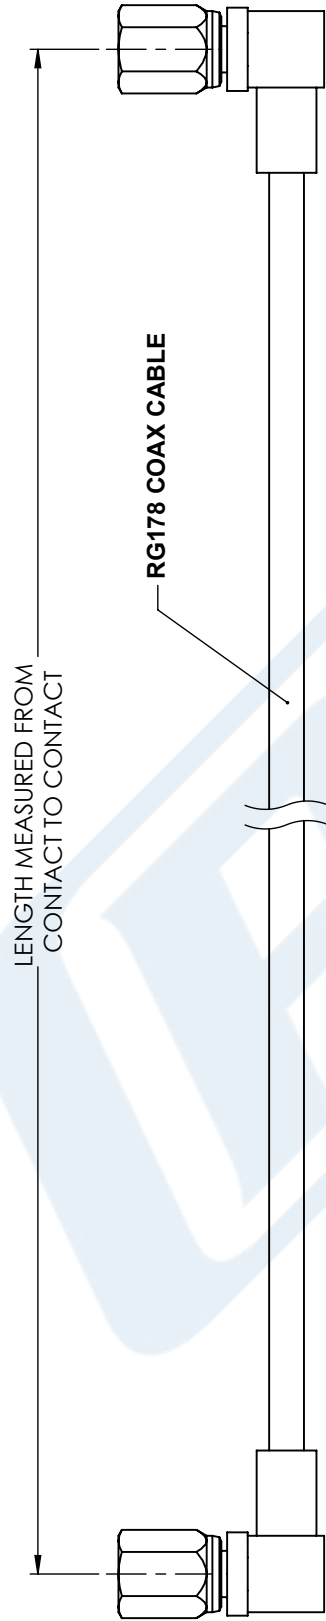 LENGTH MEASURED FROM
CONTACT TO CONTACT
RG178 COAX CABLE